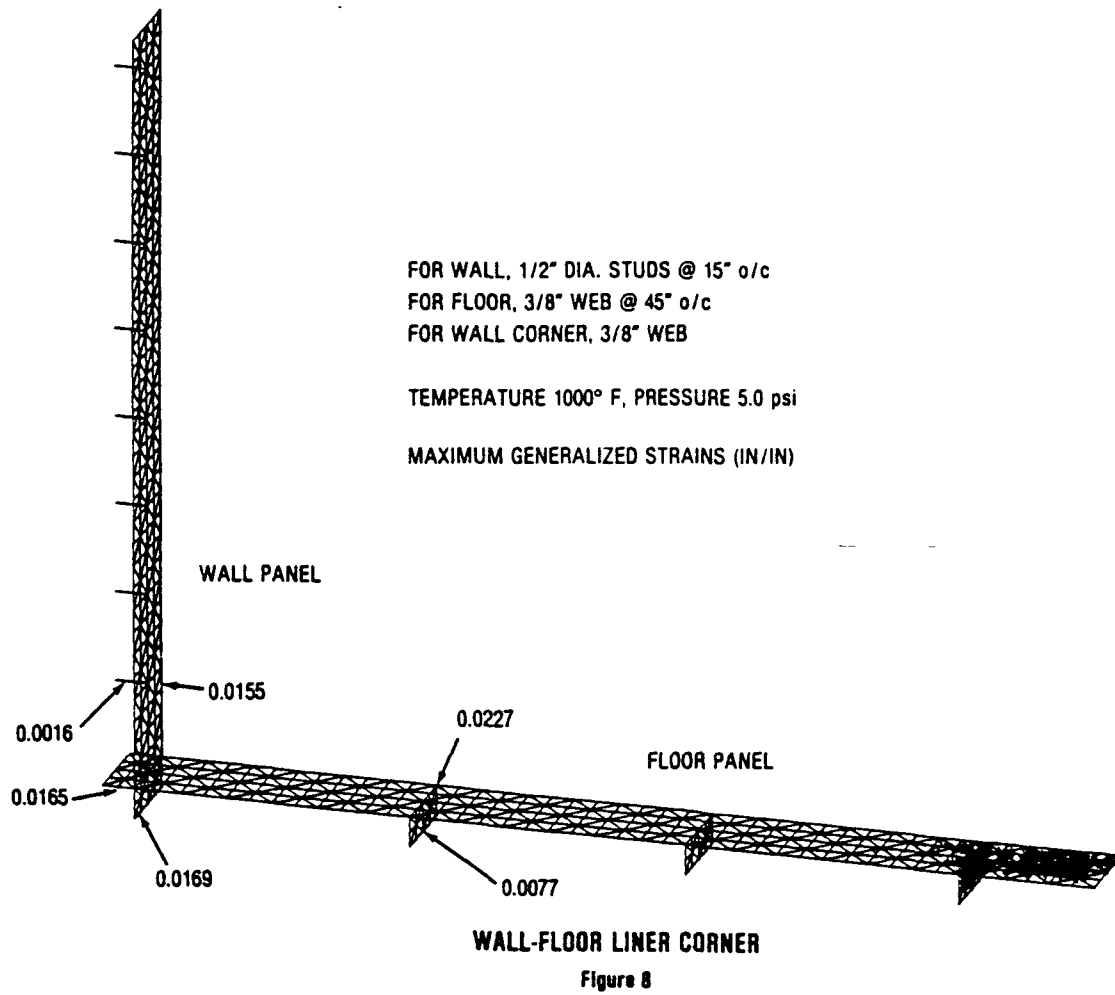 FOR WALL, 1/2" DIA. STUDS @ 15" o/c
FOR FLOOR, 3/8" WEB @ 45" o/c
FOR WALL CORNER, 3/8" WEB
TEMPERATURE 1000° F, PRESSURE 5.0 psi
MAXIMUM GENERALIZED STRAINS (IN/IN)
WALL PANEL
0.0155
0.0016
0.0227
FLOOR PANEL
0.0165
0.0169
0.0077
WALL-FLOOR LINER CORNER
Figure 8